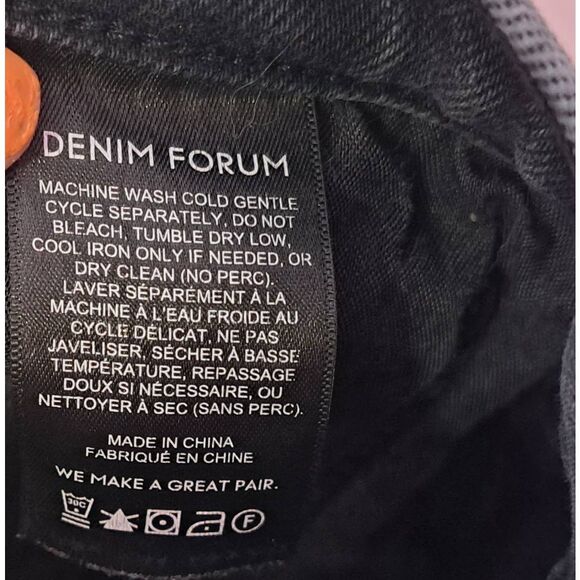 DENIM FORUM
MACHINE WASH COLD GENTLE
CYCLE SEPARATELY, DO NOT
BLEACH, TUMBLE DRY LOW,
COOL IRON ONLY IF NEEDED, OR
DRY CLEAN (NO PERC).
LAVER SÉPARÉMENT À LA
MACHINE À L'EAU FROIDE AU
CYCLE DÉLICAT, NE PAS
JAVELISER, SÉCHER À BASSE
TEMPÉRATURE, REPASSAGE
DOUX SI NÉCESSAIRE, OU
NETTOYER À SEC (SANS PERC).
MADE IN CHINA
FABRIQUÉ EN CHINE
WE MAKE A GREAT PAIR.
30C F